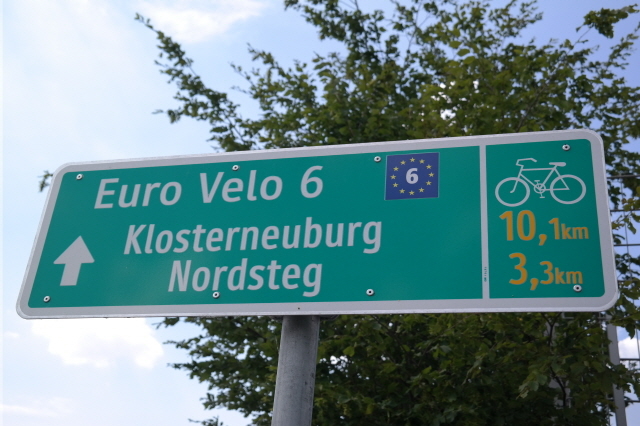 Euro Velo 6
6
Klosterneuburg 10,1km
Nordsteg 3,3km